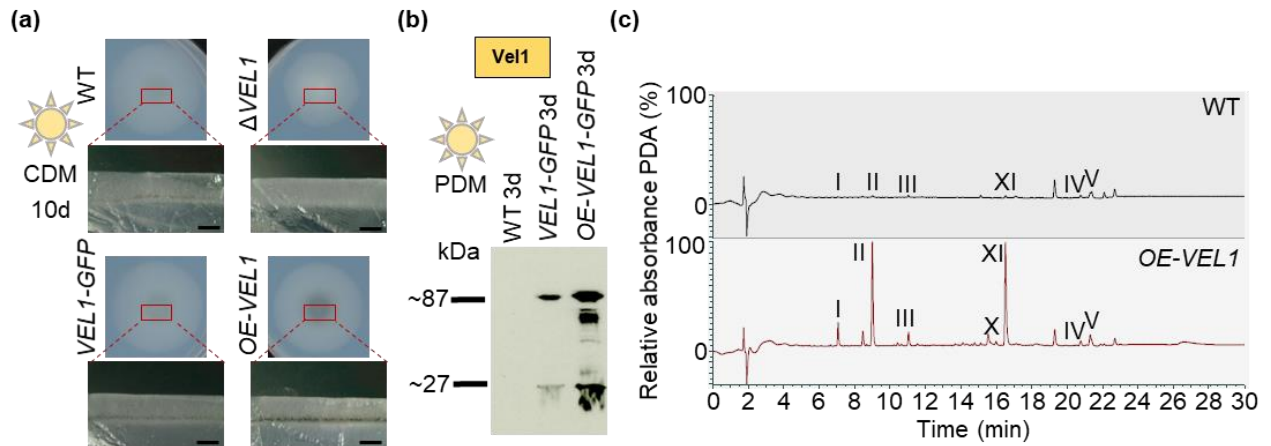 (a)
WT
ΔVEL1
CDM
10d
VEL1-GFP
OE-VEL1
(b)
Vel1
PDM
WT 3d
VEL1-GFP 3d
OE-VEL1-GFP 3d
kDa
~87
~27
(c)
Relative absorbance PDA (%)
100
WT
I II III XI IV V
0
100
OE-VEL1
II XI
I III X IV V
0
0 2 4 6 8 10 12 14 16 18 20 22 24 26 28 30
Time (min)